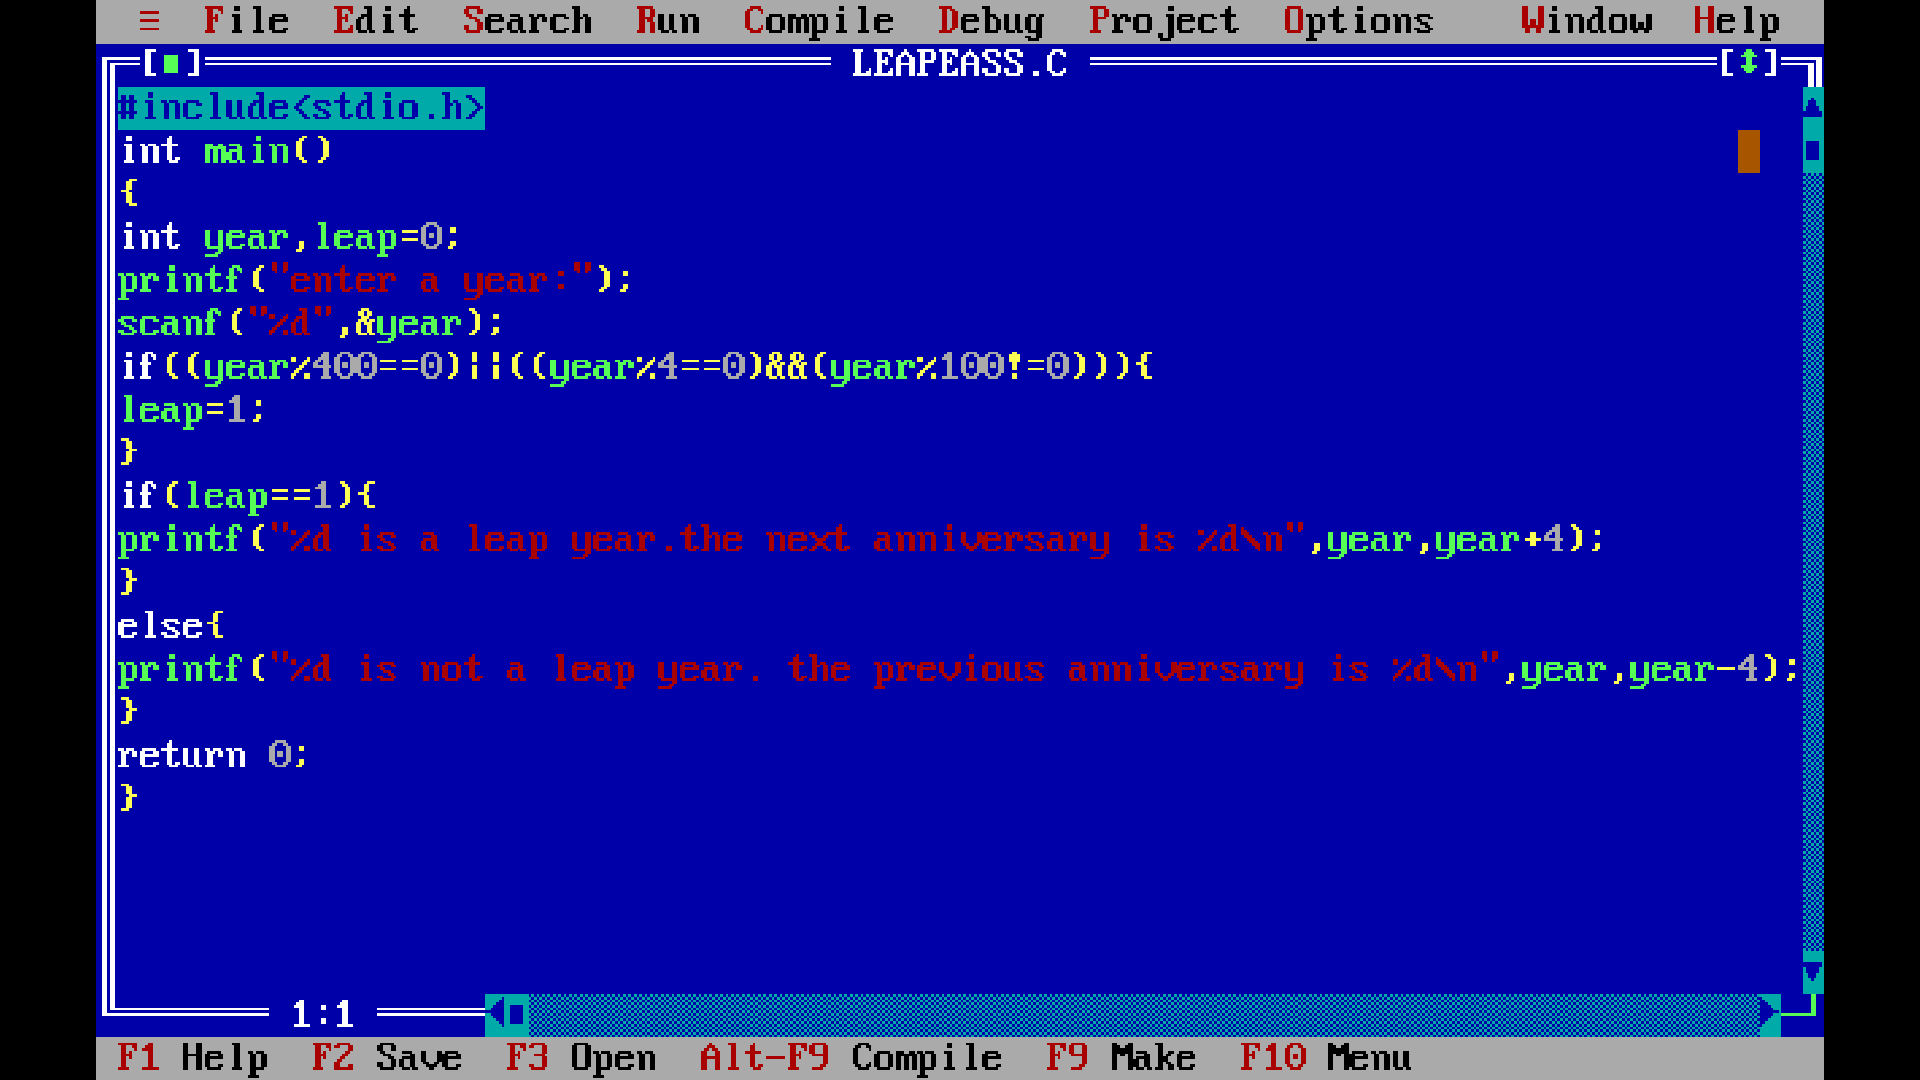 ≡ File Edit Search Run Compile Debug Project Options Window Help
[■] LEAPEASS.C [↕]
#include<stdio.h>
int main()
{
int year,leap=0;
printf("enter a year:");
scanf("%d",&year);
if((year%400==0)||((year%4==0)&&(year%100!=0))){
leap=1;
}
if(leap==1){
printf("%d is a leap year.the next anniversary is %d\n",year,year+4);
}
else{
printf("%d is not a leap year. the previous anniversary is %d\n",year,year-4);
}
return 0;
}
1:1
F1 Help F2 Save F3 Open Alt-F9 Compile F9 Make F10 Menu